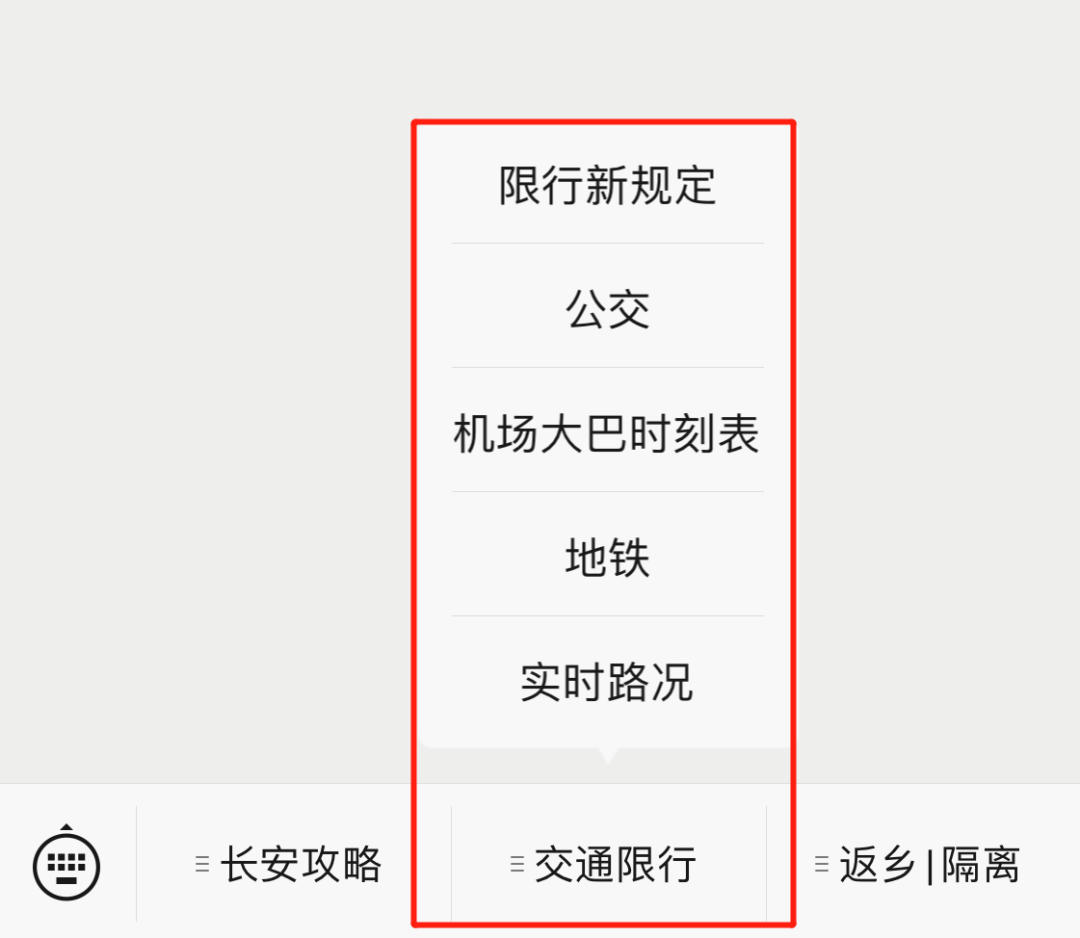 限行新规定
公交
机场大巴时刻表
地铁
实时路况
长安攻略
交通限行
返乡|隔离